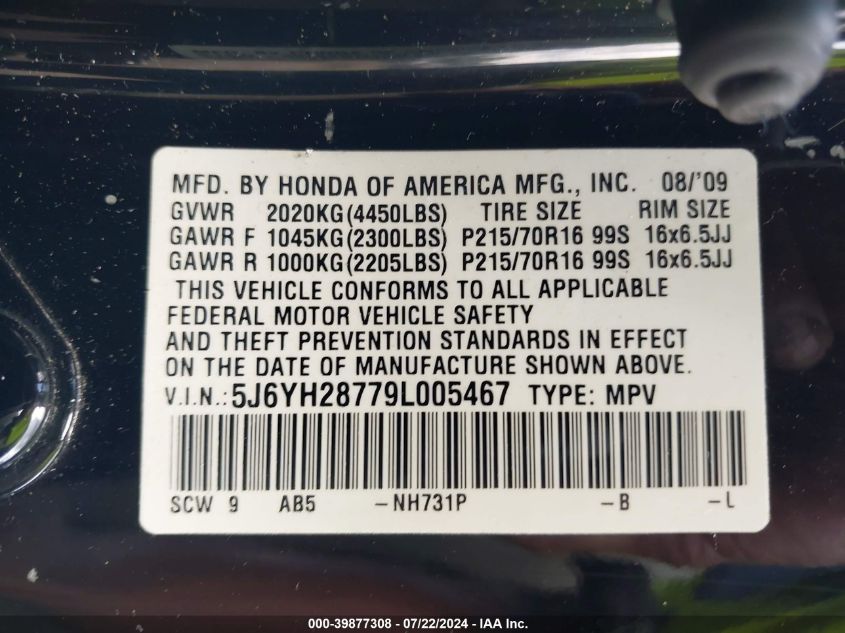 MFD. BY HONDA OF AMERICA MFG., INC. 08/'09
GVWR 2020KG(4450LBS) TIRE SIZE RIM SIZE
GAWR F 1045KG(2300LBS) P215/70R16 99S 16x6.5JJ
GAWR R 1000KG(2205LBS) P215/70R16 99S 16x6.5JJ
THIS VEHICLE CONFORMS TO ALL APPLICABLE
FEDERAL MOTOR VEHICLE SAFETY
AND THEFT PREVENTION STANDARDS IN EFFECT
ON THE DATE OF MANUFACTURE SHOWN ABOVE.
V.I.N.:5J6YH28779L005467 TYPE: MPV
SCW 9 AB5 -NH731P -B -L
000-39877308 - 07/22/2024 - IAA Inc.